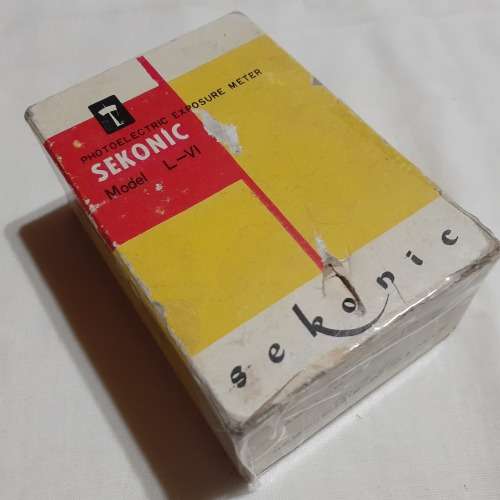 PHOTOELECTRIC EXPOSURE METER
SEKONIC
Model L-VI
sekonic